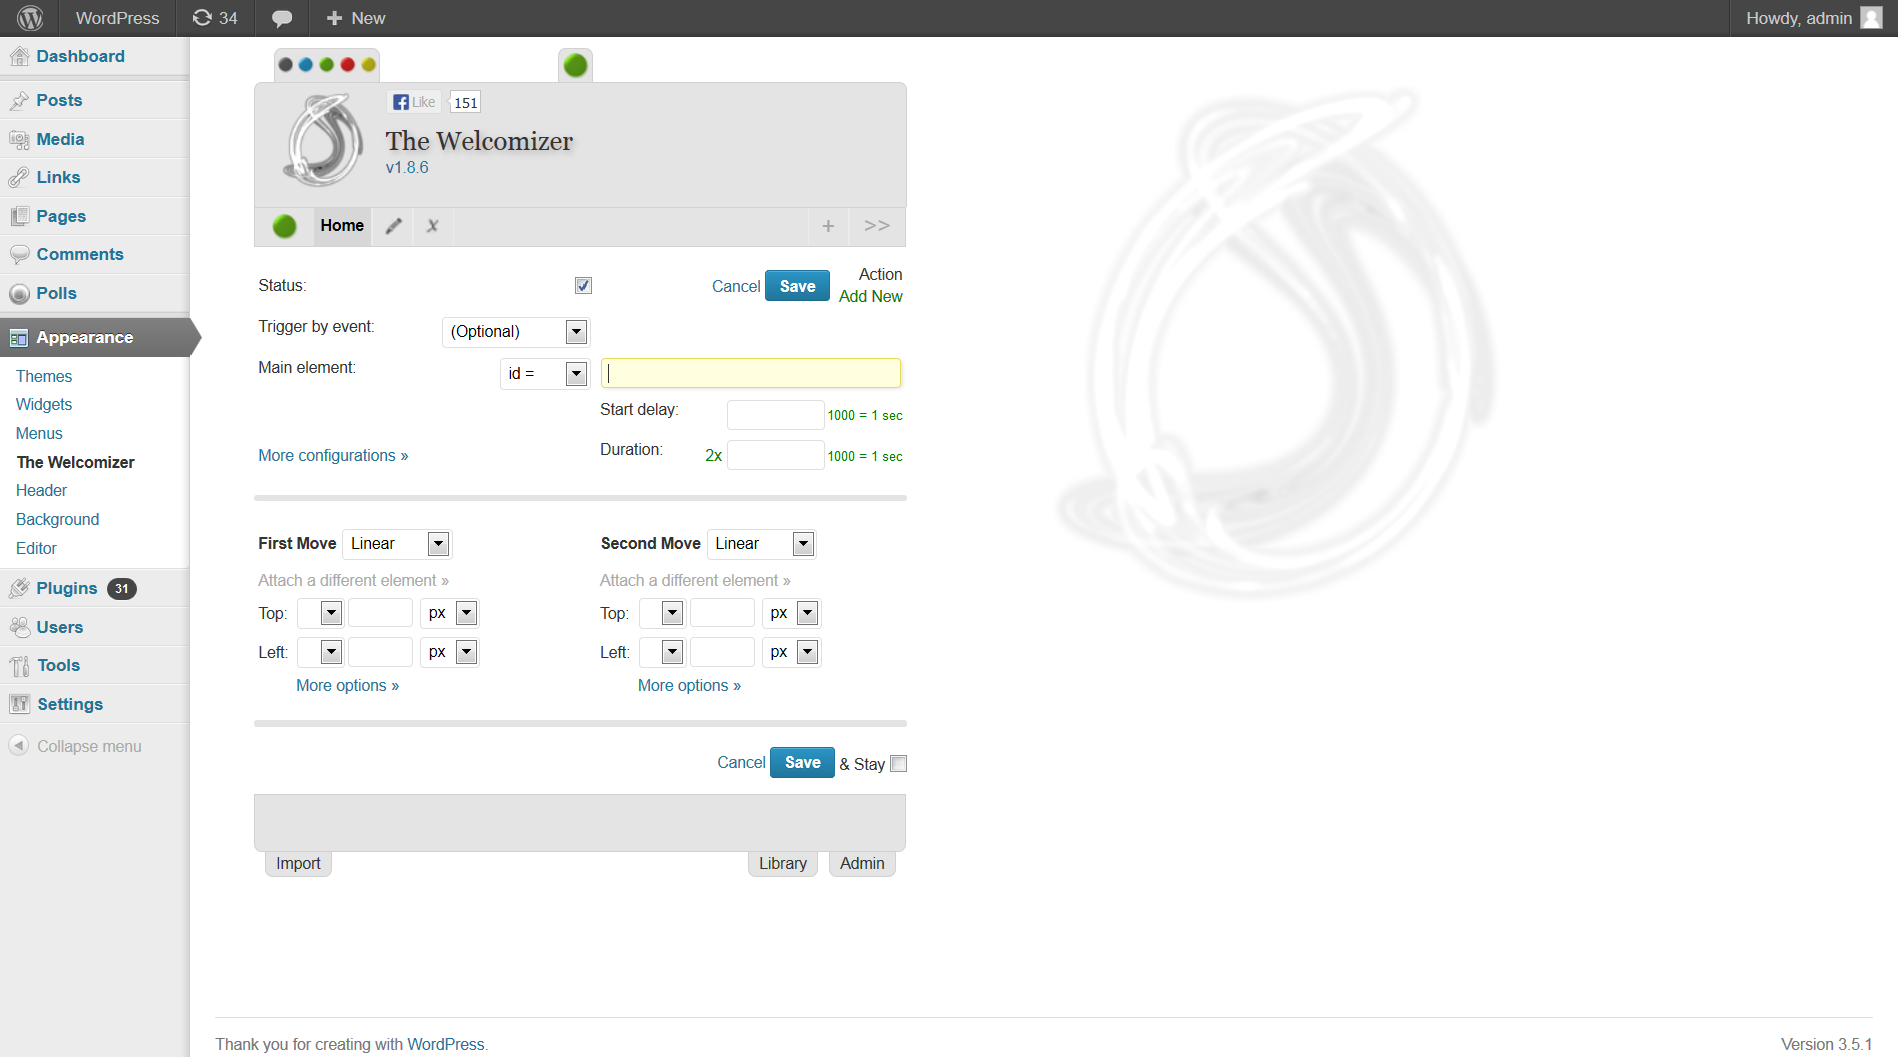 WordPress 34 New Howdy, admin
Dashboard
Posts
Media
Links
Pages
Comments
Polls
Appearance
Themes
Widgets
Menus
The Welcomizer
Header
Background
Editor
Plugins 31
Users
Tools
Settings
Collapse menu
Like 151
The Welcomizer
v1.8.6
Home x + >>
Status: Cancel Save Action
Add New
Trigger by event: (Optional)
Main element: id =
Start delay: 1000 = 1 sec
More configurations » Duration: 2x 1000 = 1 sec
First Move Linear Second Move Linear
Attach a different element » Attach a different element »
Top: px Top: px
Left: px Left: px
More options » More options »
Cancel Save & Stay
Import Library Admin
Thank you for creating with WordPress. Version 3.5.1